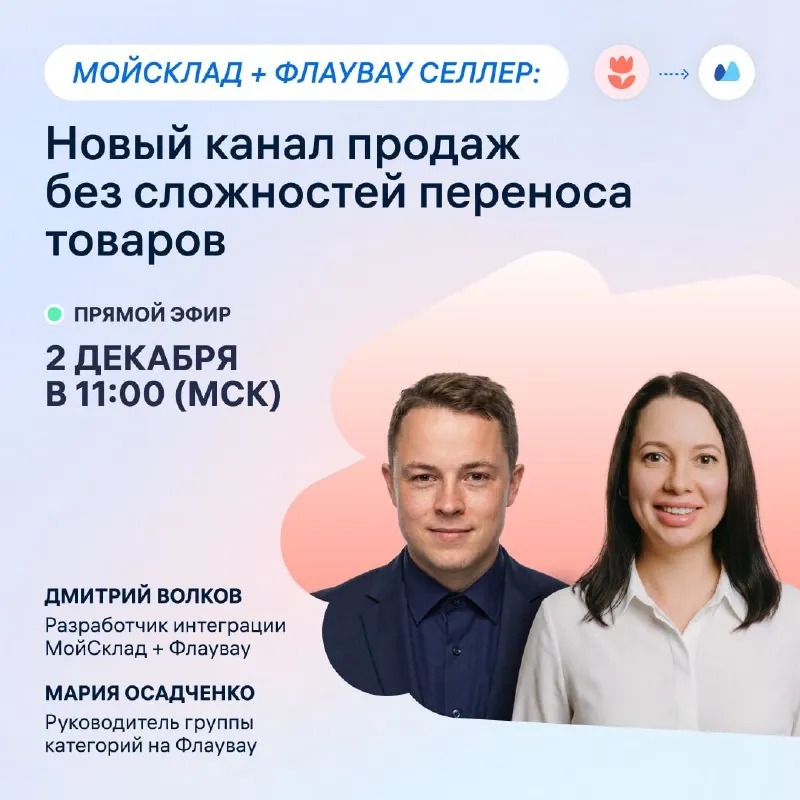 МОЙСКЛАД + ФЛАУВАУ СЕЛЛЕР:
Новый канал продаж
без сложностей переноса
товаров
ПРЯМОЙ ЭФИР
2 ДЕКАБРЯ
В 11:00 (МСК)
ДМИТРИЙ ВОЛКОВ
Разработчик интеграции
МойСклад + Флаувау
МАРИЯ ОСАДЧЕНКО
Руководитель группы
категорий на Флаувау